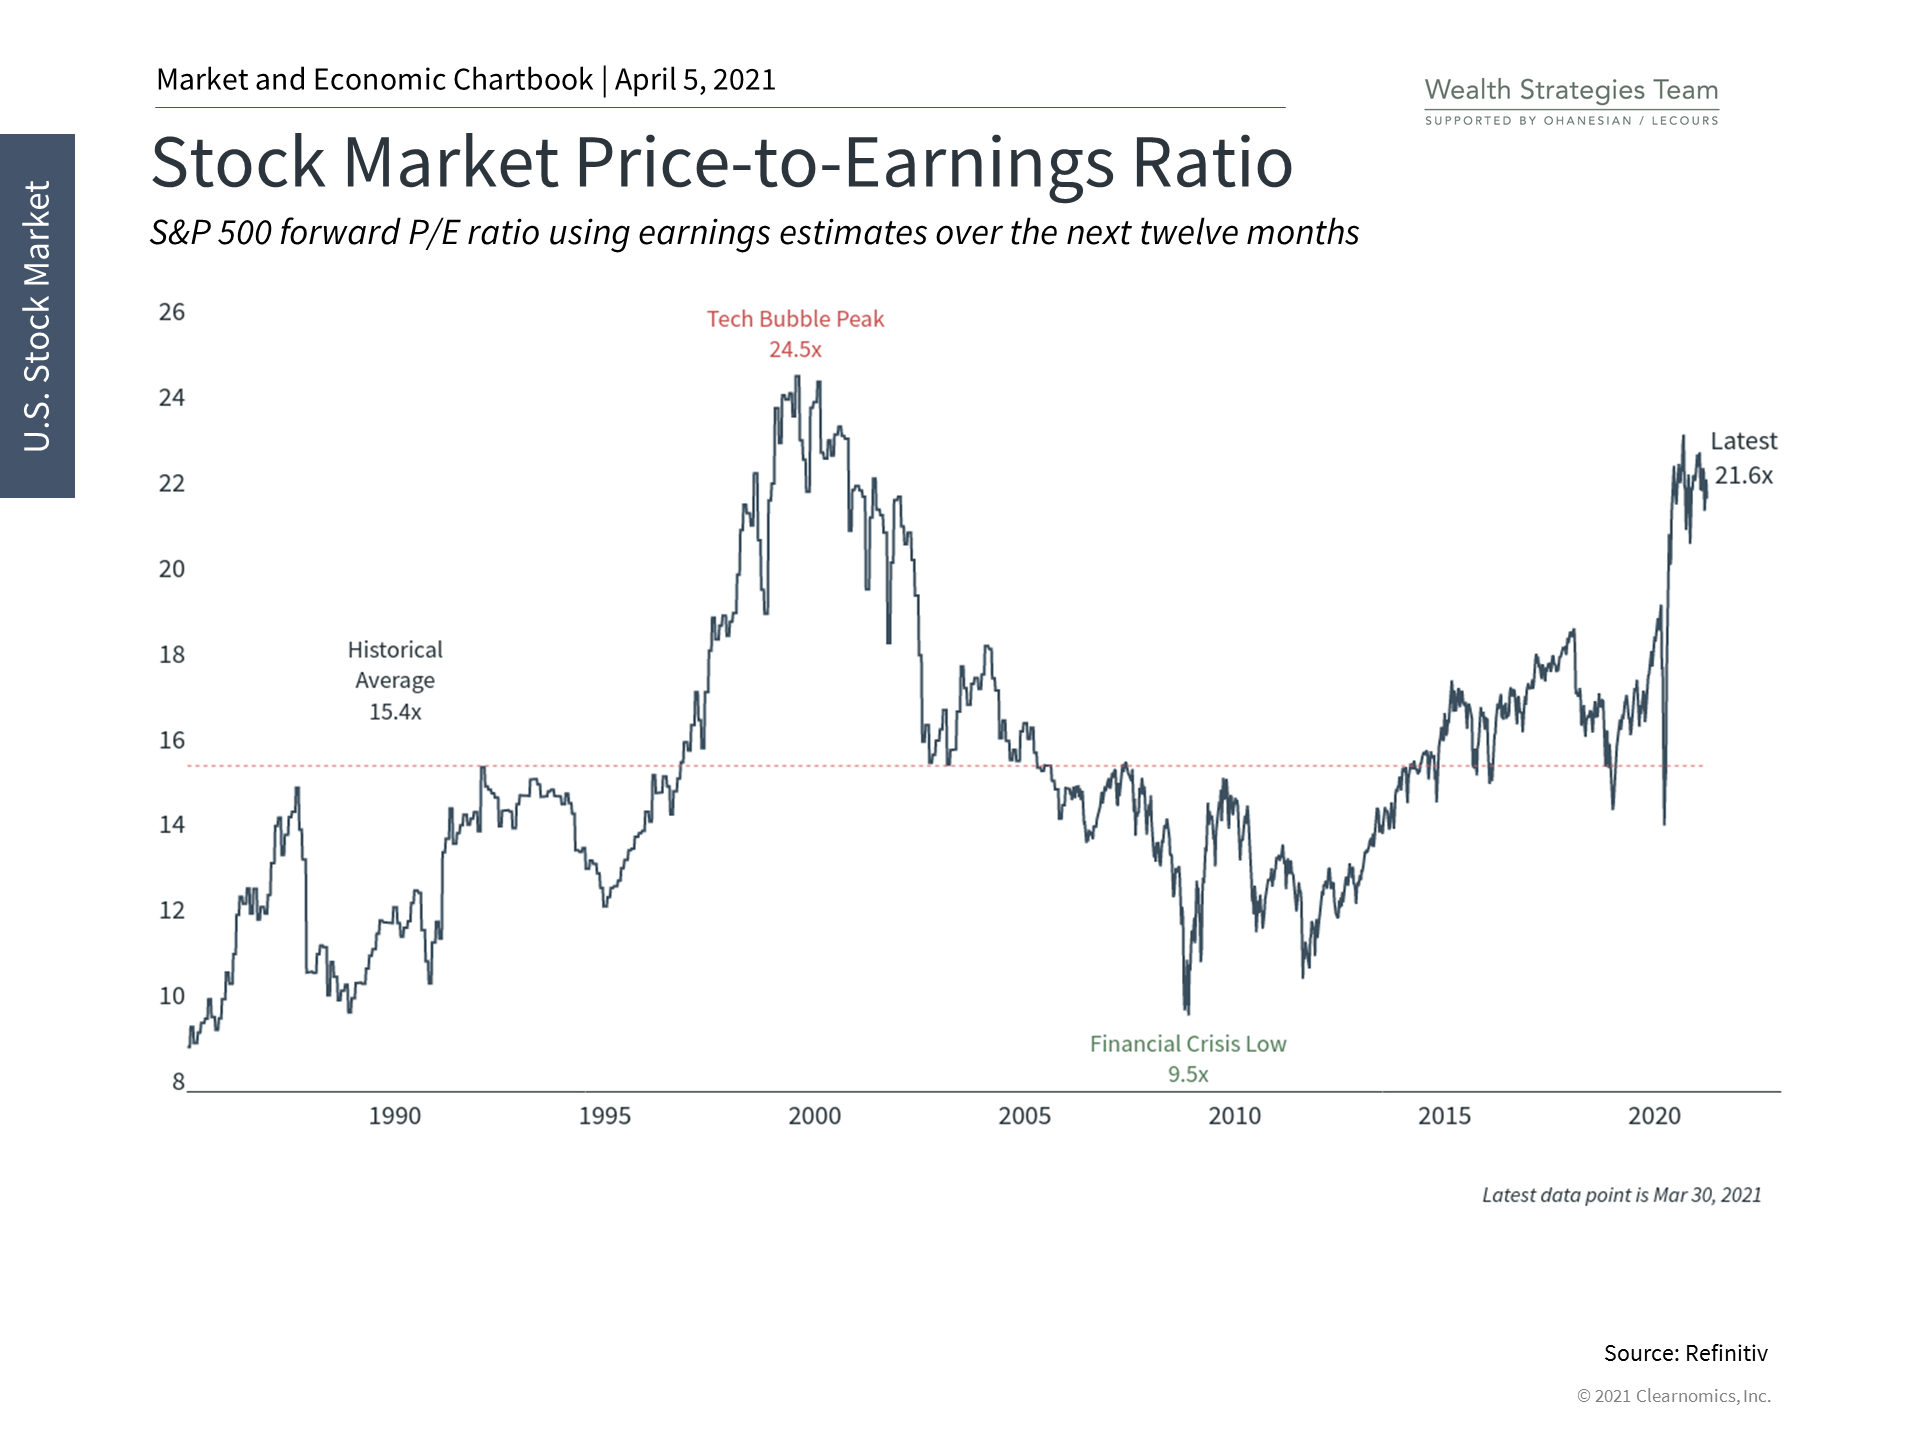 Market and Economic Chartbook | April 5, 2021
Wealth Strategies Team
SUPPORTED BY OHANESIAN / LECOURS
Stock Market Price-to-Earnings Ratio
S&P 500 forward P/E ratio using earnings estimates over the next twelve months
U.S. Stock Market
26
24
22
20
18
16
14
12
10
8
Tech Bubble Peak
24.5x
Latest
21.6x
Historical
Average
15.4x
Financial Crisis Low
9.5x
1990
1995
2000
2005
2010
2015
2020
Latest data point is Mar 30, 2021
Source: Refinitiv
© 2021 Clearnomics, Inc.